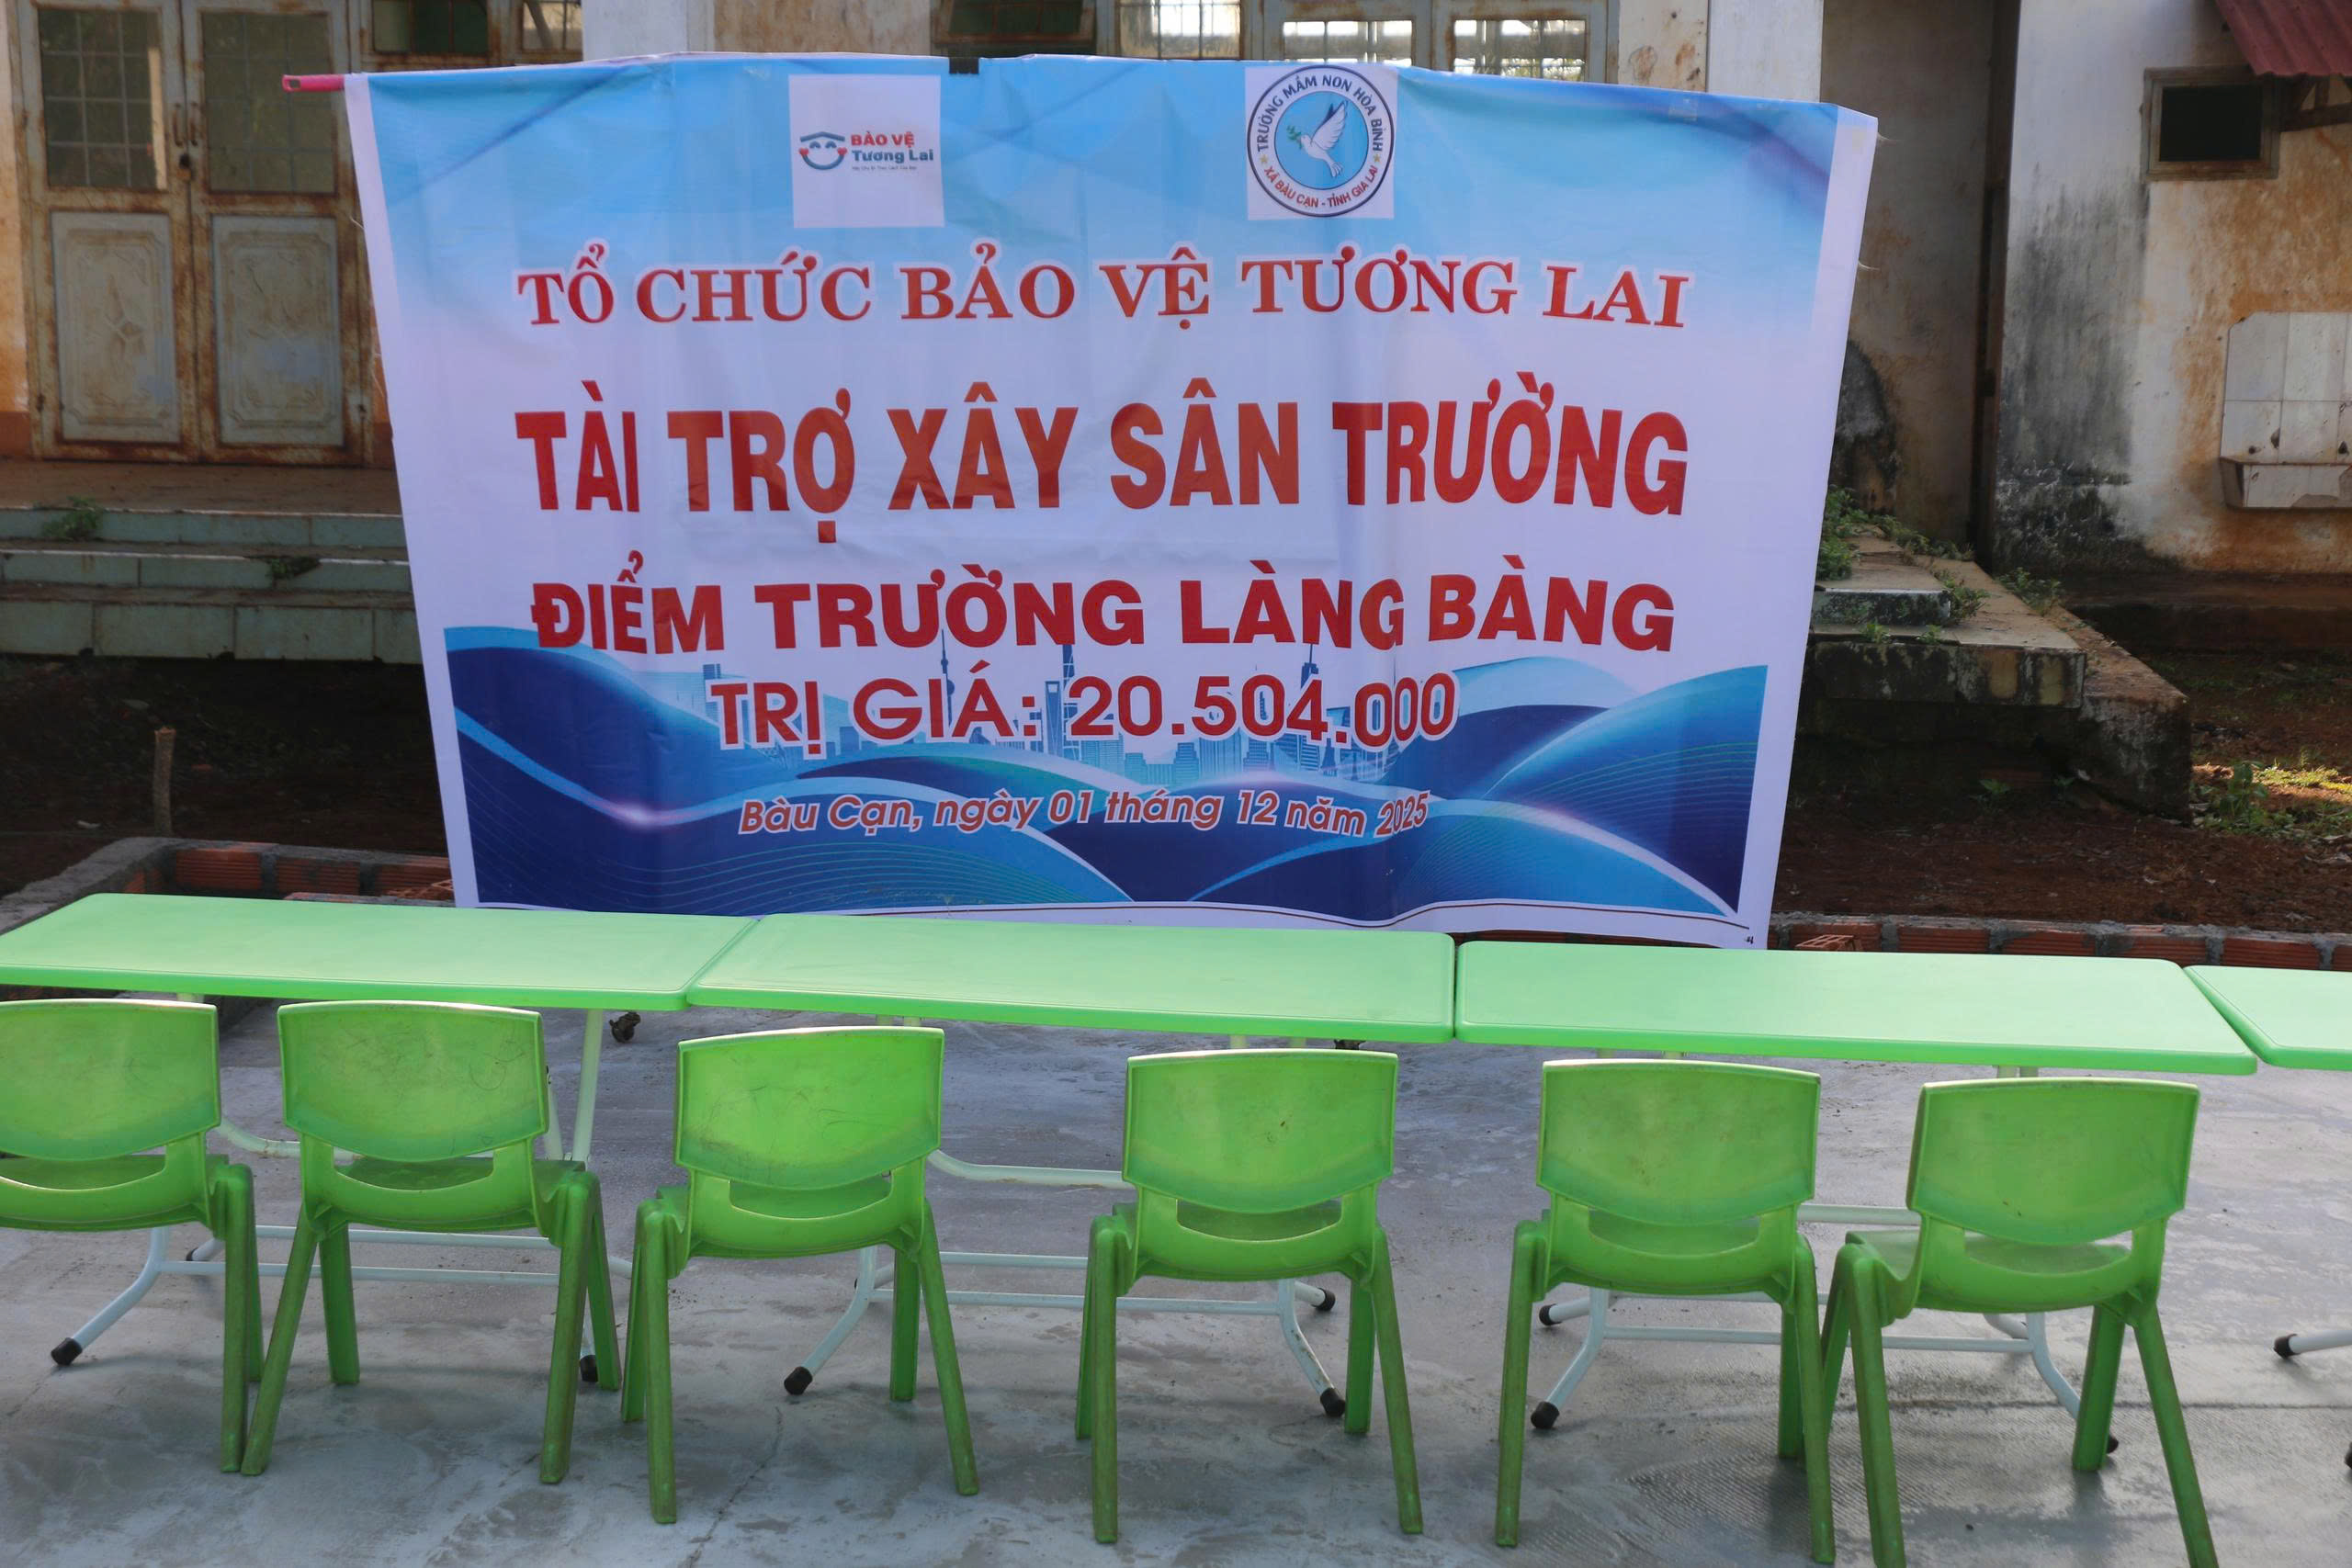 BẢO VỆ
Tương Lai
TRƯỜNG MẦM NON HÒA BÌNH
XÃ BÀU CẠN - TỈNH GIA LAI
TỔ CHỨC BẢO VỆ TƯƠNG LAI
TÀI TRỢ XÂY SÂN TRƯỜNG
ĐIỂM TRƯỜNG LÀNG BÀNG
TRỊ GIÁ: 20.504.000
Bàu Cạn, ngày 01 tháng 12 năm 2025